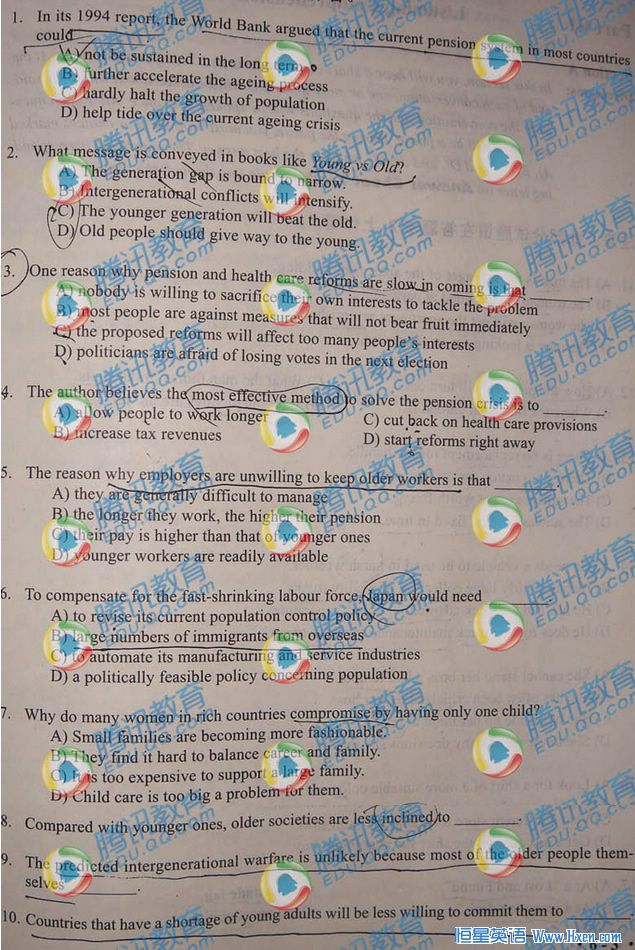 1. In its 1994 report, the World Bank argued that the current pension system in most countries
could
A) not be sustained in the long term
B) further accelerate the ageing process
C) hardly halt the growth of population
D) help tide over the current ageing crisis
2. What message is conveyed in books like Young vs Old?
A) The generation gap is bound to narrow.
B) Intergenerational conflicts will intensify.
C) The younger generation will beat the old.
D) Old people should give way to the young.
3. One reason why pension and health care reforms are slow in coming is that ________.
A) nobody is willing to sacrifice their own interests to tackle the problem
B) most people are against measures that will not bear fruit immediately
C) the proposed reforms will affect too many people's interests
D) politicians are afraid of losing votes in the next election
4. The author believes the most effective method to solve the pension crisis is to ________.
A) allow people to work longer C) cut back on health care provisions
B) increase tax revenues D) start reforms right away
5. The reason why employers are unwilling to keep older workers is that ________.
A) they are generally difficult to manage
B) the longer they work, the higher their pension
C) their pay is higher than that of younger ones
D) younger workers are readily available
6. To compensate for the fast-shrinking labour force, Japan would need ________.
A) to revise its current population control policy
B) large numbers of immigrants from overseas
C) to automate its manufacturing and service industries
D) a politically feasible policy concerning population
7. Why do many women in rich countries compromise by having only one child?
A) Small families are becoming more fashionable.
B) They find it hard to balance career and family.
C) It is too expensive to support a large family.
D) Child care is too big a problem for them.
8. Compared with younger ones, older societies are less inclined to ________.
9. The predicted intergenerational warfare is unlikely because most of the older people them-
selves ________.
10. Countries that have a shortage of young adults will be less willing to commit them to ________.
腾讯教育
EDU.QQ.com
恒星英语-Www.Hxen.com